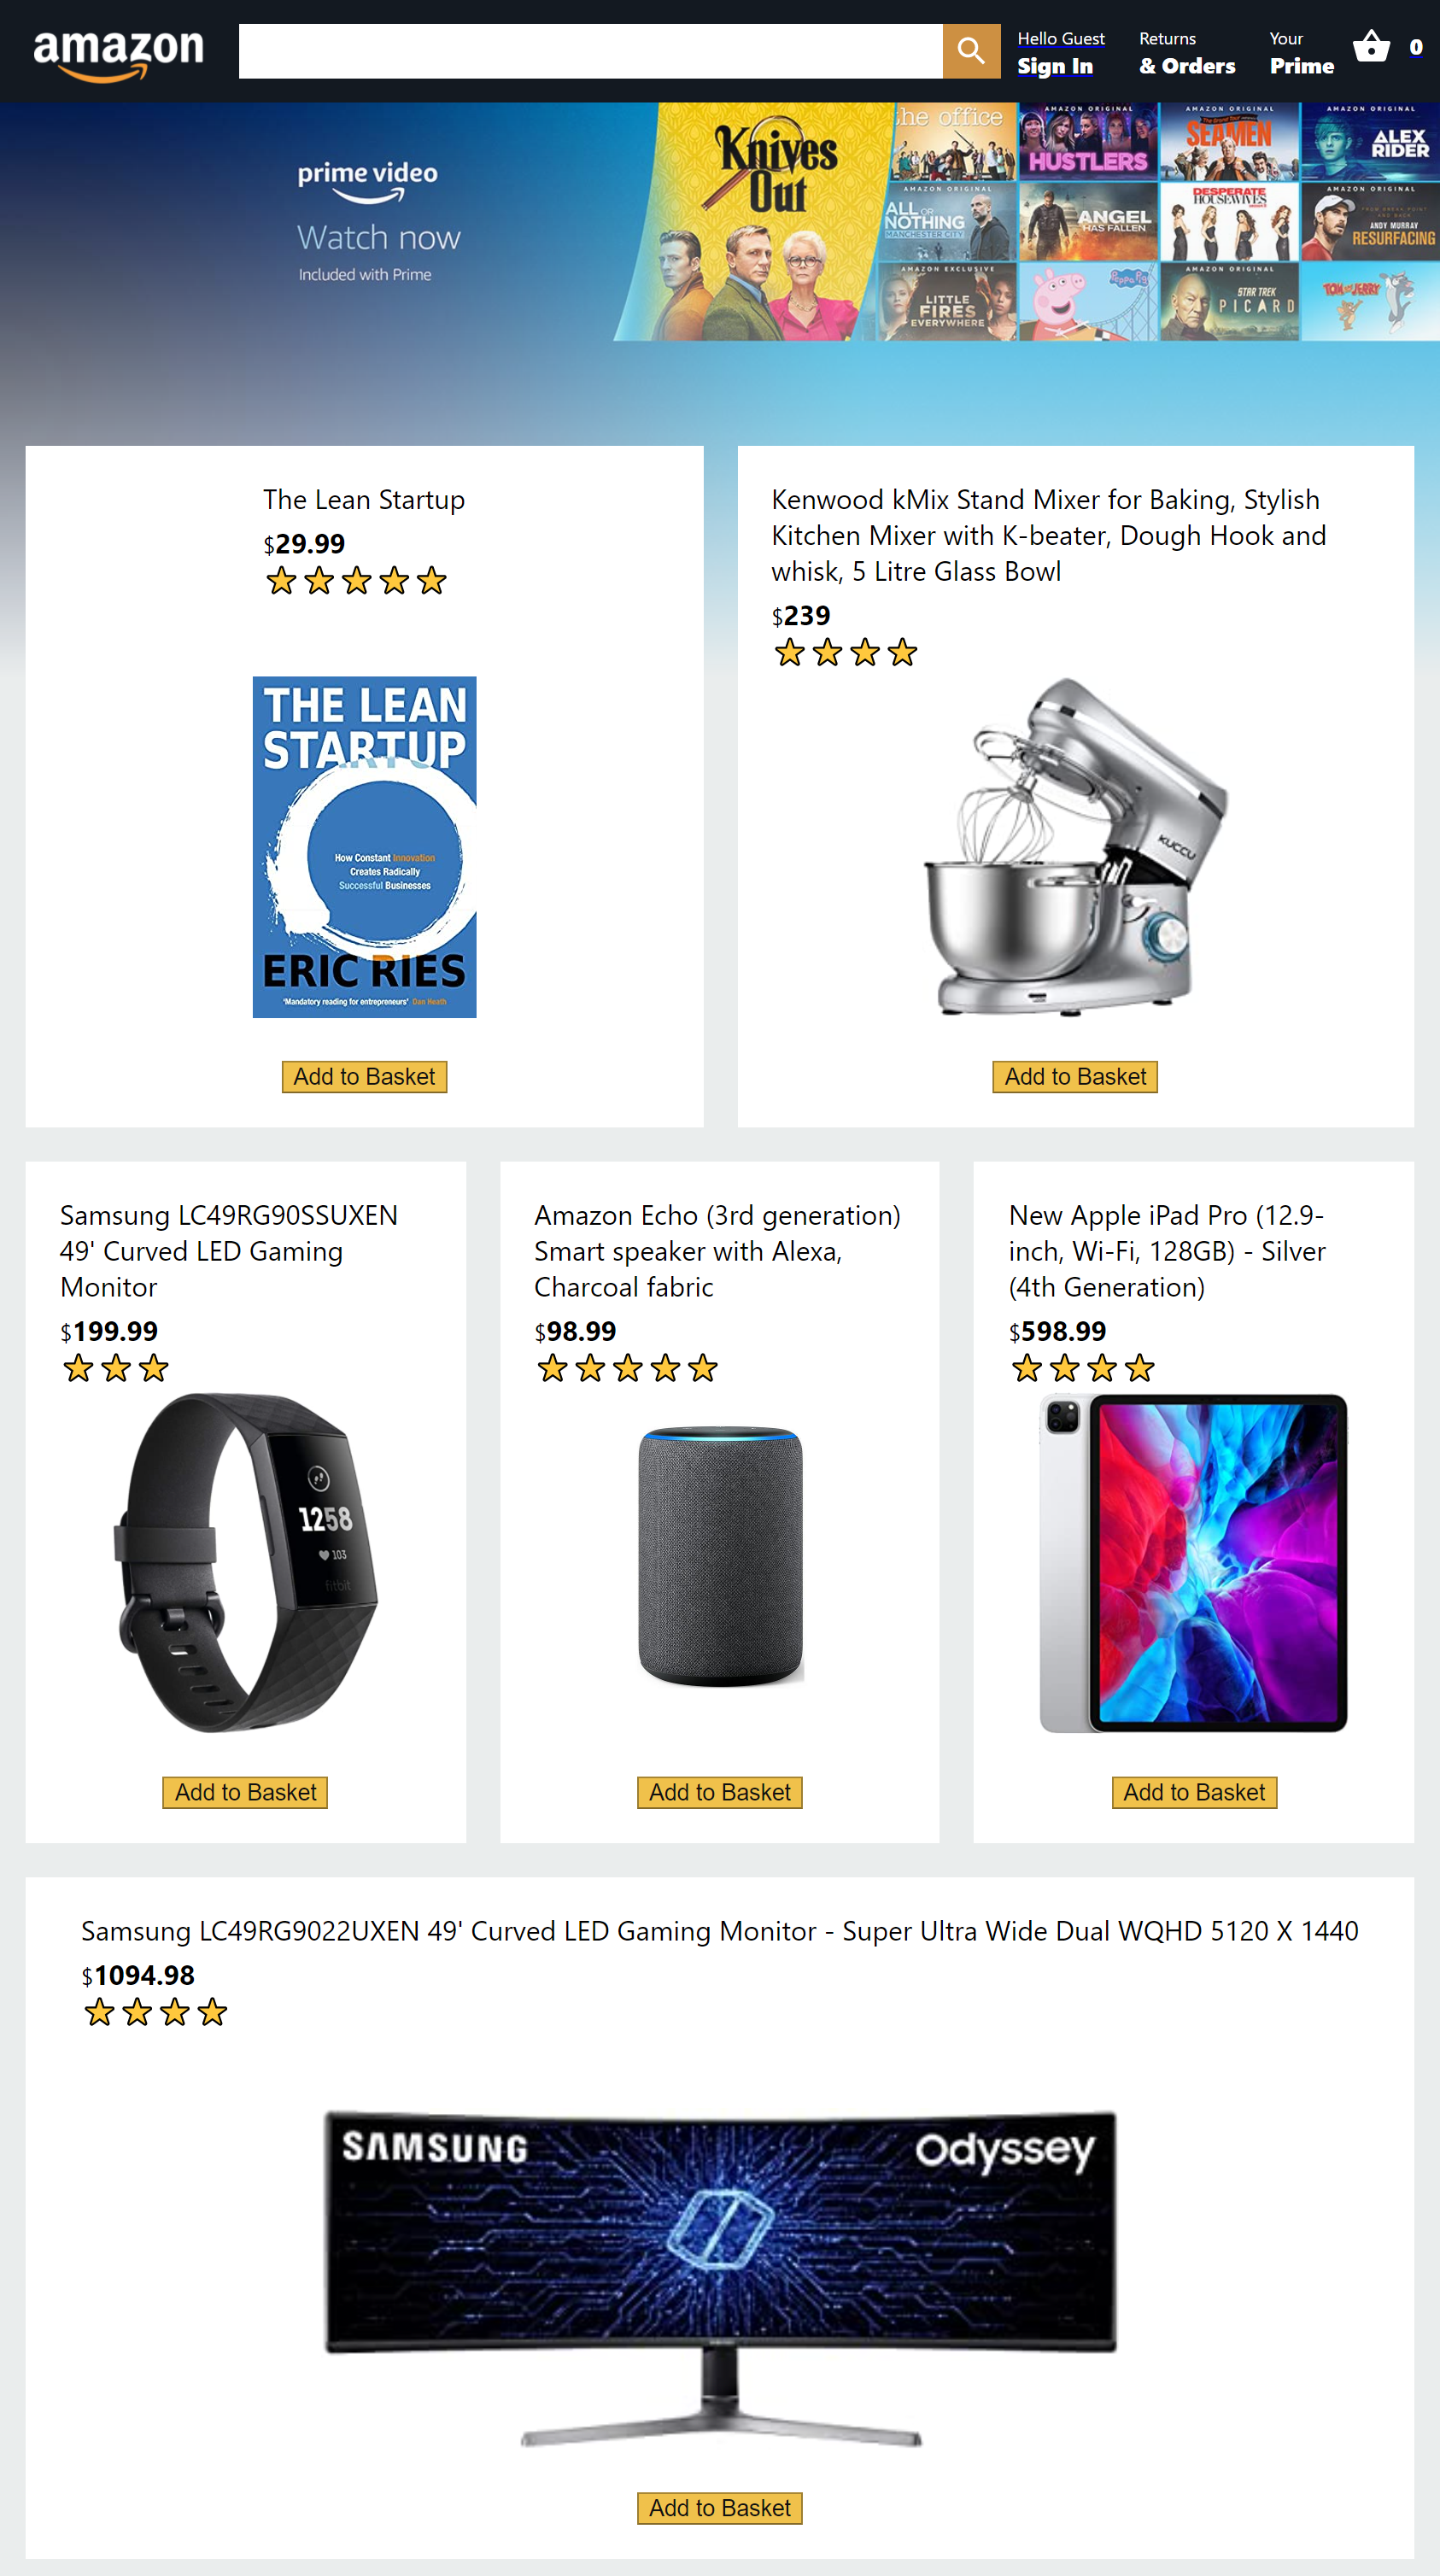 amazon
Hello Guest
Sign In
Returns
& Orders
Your
Prime
0
prime video
Watch now
Included with Prime
Knives
Out
the office
AMAZON ORIGINAL
HUSTLERS
AMAZON ORIGINAL
The Grand Tour
SEAMEN
AMAZON ORIGINAL
ALEX
RIDER
AMAZON ORIGINAL
ALL OR
NOTHING
MANCHESTER CITY
ANGEL
HAS FALLEN
DESPERATE
HOUSEWIVES
AMAZON ORIGINAL
ANDY MURRAY
RESURFACING
AMAZON EXCLUSIVE
LITTLE
FIRES
EVERYWHERE
Peppa Pig
AMAZON ORIGINAL
STAR TREK
PICARD
TOM and JERRY
The Lean Startup
$29.99
THE LEAN
STARTUP
How Constant Innovation
Creates Radically
Successful Businesses
ERIC RIES
'Mandatory reading for entrepreneurs' Dan Heath
Add to Basket
Kenwood kMix Stand Mixer for Baking, Stylish
Kitchen Mixer with K-beater, Dough Hook and
whisk, 5 Litre Glass Bowl
$239
KUCCU
Add to Basket
Samsung LC49RG90SSUXEN
49' Curved LED Gaming
Monitor
$199.99
1258
103
fitbit
Add to Basket
Amazon Echo (3rd generation)
Smart speaker with Alexa,
Charcoal fabric
$98.99
Add to Basket
New Apple iPad Pro (12.9-
inch, Wi-Fi, 128GB) - Silver
(4th Generation)
$598.99
Add to Basket
Samsung LC49RG9022UXEN 49' Curved LED Gaming Monitor - Super Ultra Wide Dual WQHD 5120 X 1440
$1094.98
SAMSUNG
Odyssey
Add to Basket